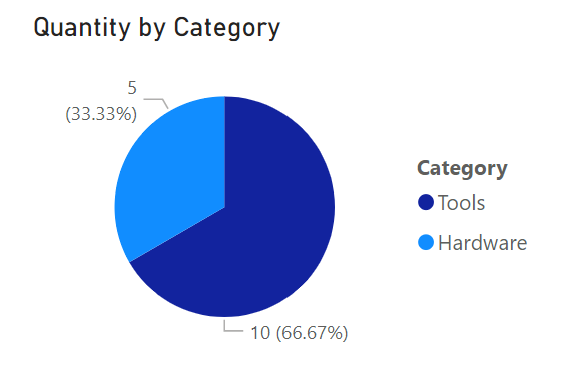 Quantity by Category
5
(33.33%)
Category
Tools
Hardware
10 (66.67%)